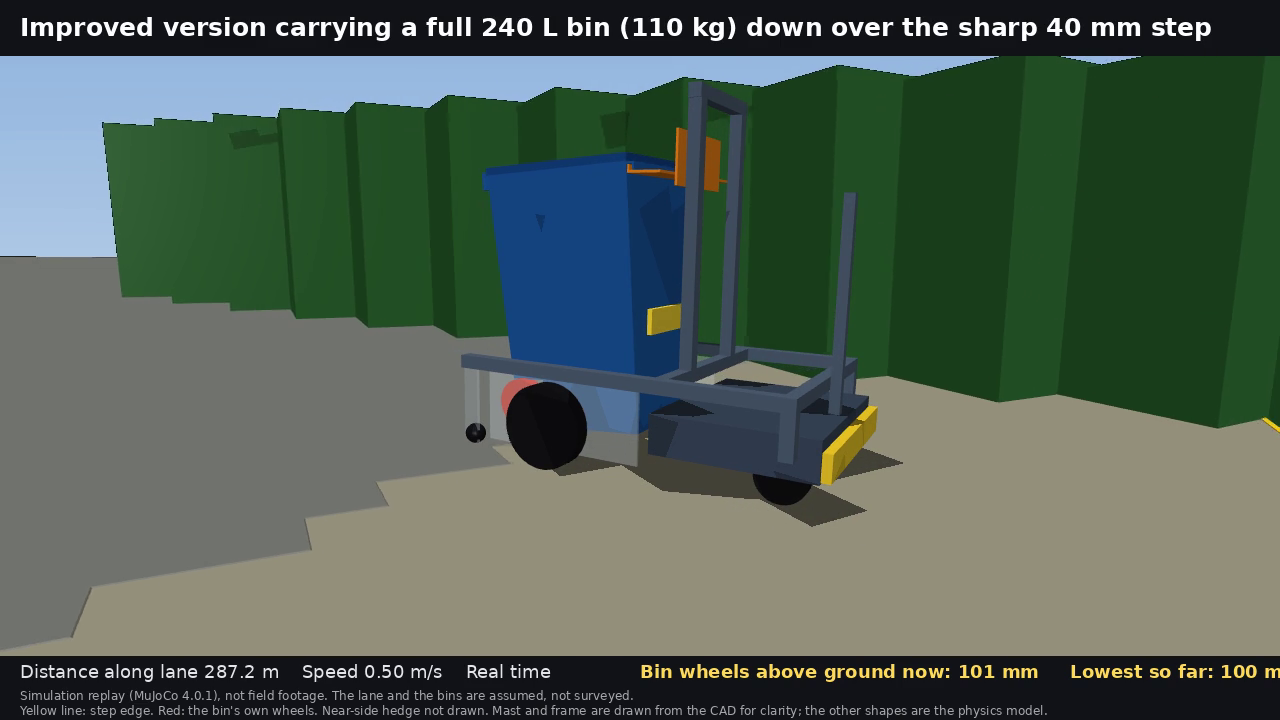 Improved version carrying a full 240 L bin (110 kg) down over the sharp 40 mm step
Distance along lane 287.2 m Speed 0.50 m/s Real time Bin wheels above ground now: 101 mm Lowest so far: 100 m
Simulation replay (MuJoCo 4.0.1), not field footage. The lane and the bins are assumed, not surveyed.
Yellow line: step edge. Red: the bin's own wheels. Near-side hedge not drawn. Mast and frame are drawn from the CAD for clarity; the other shapes are the physics model.